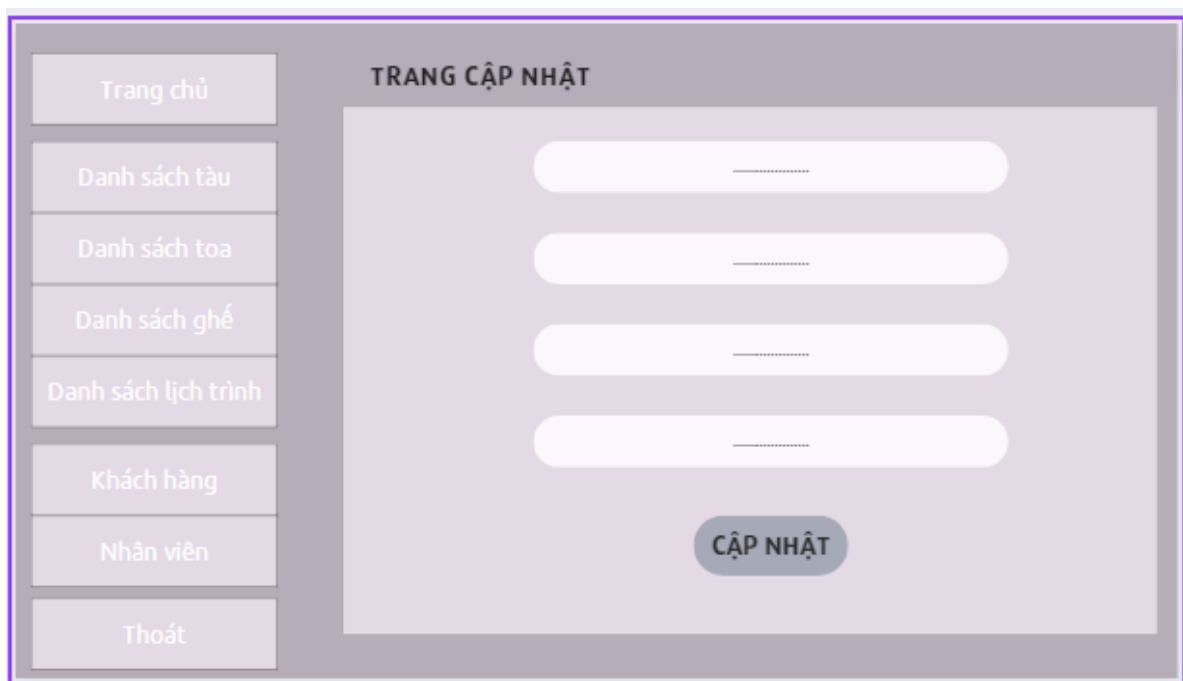 Trang chủ
Danh sách tàu
Danh sách toa
Danh sách ghế
Danh sách lịch trình
Khách hàng
Nhân viên
Thoát
TRANG CẬP NHẬT
CẬP NHẬT